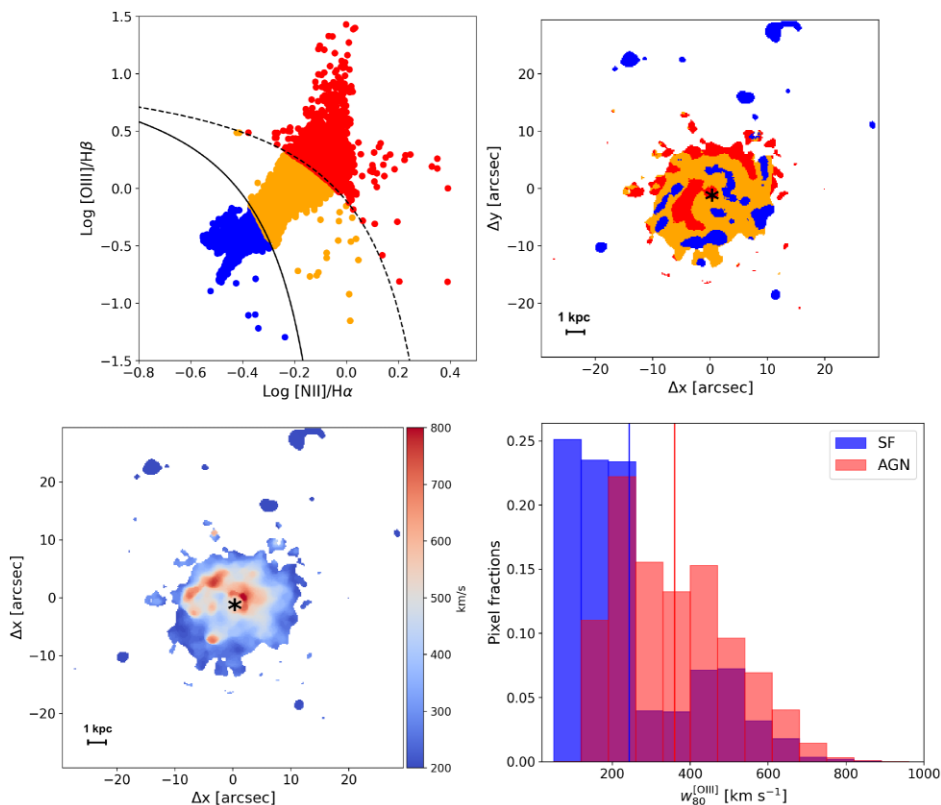 1.5
1.0
0.5
0.0
−0.5
−1.0
−1.5
Log [OIII]/Hβ
−0.8 −0.6 −0.4 −0.2 0.0 0.2 0.4
Log [NII]/Hα
20
10
0
−10
−20
Δy [arcsec]
1 kpc
−20 −10 0 10 20
Δx [arcsec]
20
10
0
−10
−20
Δx [arcsec]
1 kpc
−20 −10 0 10 20
Δx [arcsec]
800
700
600
500
400
300
200
km/s
0.25
0.20
0.15
0.10
0.05
0.00
Pixel fractions
SF
AGN
200 400 600 800 1000
w80[OIII] [km s−1]